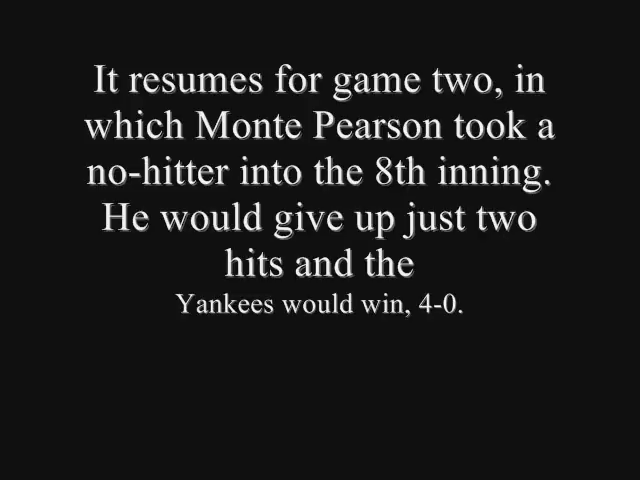 It resumes for game two, in
which Monte Pearson took a
no-hitter into the 8th inning.
He would give up just two
hits and the
Yankees would win, 4-0.